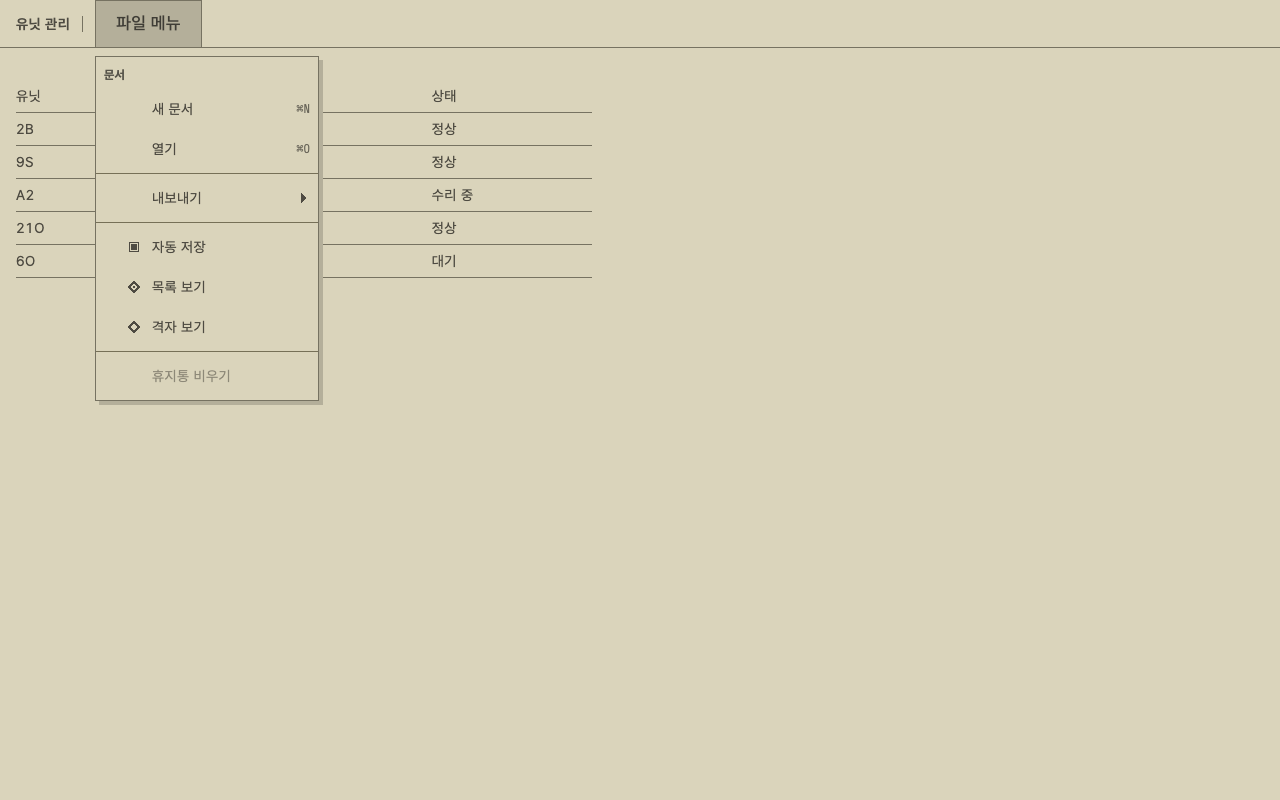 유닛 관리
파일 메뉴
문서
새 문서 ⌘N
열기 ⌘O
내보내기
자동 저장
목록 보기
격자 보기
휴지통 비우기
유닛 상태
2B 정상
9S 정상
A2 수리 중
21O 정상
6O 대기